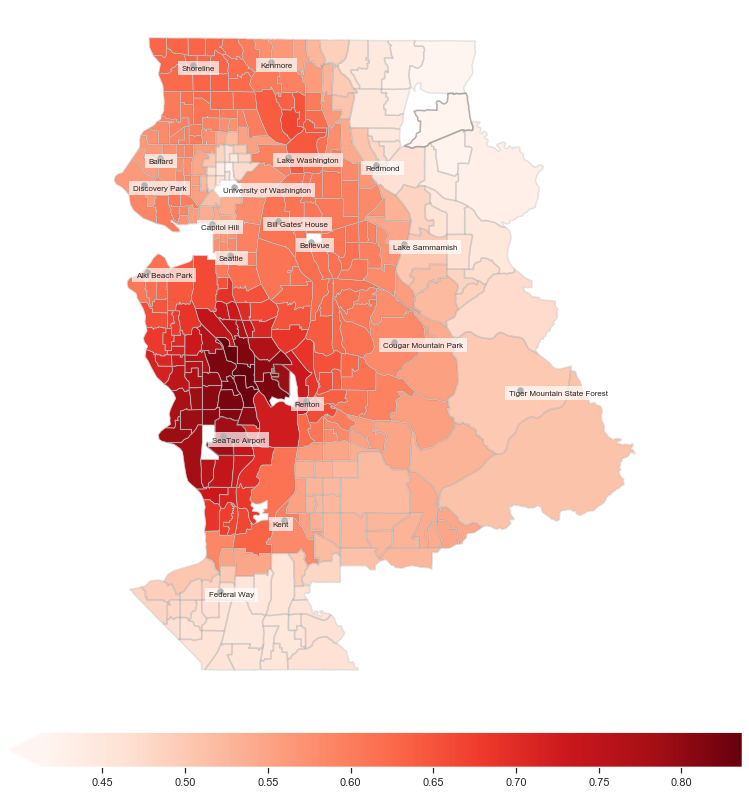 Shoreline
Kenmore
Ballard
Lake Washington
Redmond
Discovery Park
University of Washington
Capitol Hill
Bill Gates' House
Bellevue
Lake Sammamish
Seattle
Alki Beach Park
Cougar Mountain Park
Tiger Mountain State Forest
Renton
SeaTac Airport
Kent
Federal Way
0.45 0.50 0.55 0.60 0.65 0.70 0.75 0.80